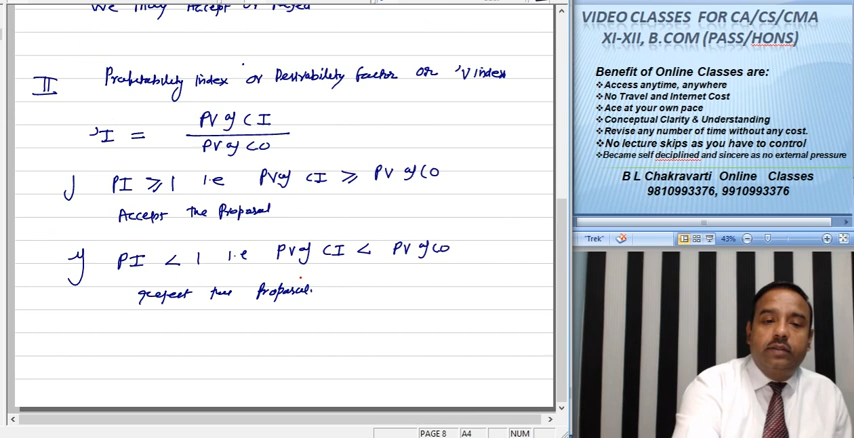 We may Accept or reject
II Profitability index or Desirability factor or PV index
PI = PV of CI
PV of CO
PI ≥ 1 i.e PV of CI ≥ PV of CO
Accept the Proposal
If PI < 1 i.e PV of CI < PV of CO
reject the Proposal.
PAGE 8 A4 NUM
VIDEO CLASSES FOR CA/CS/CMA
XI-XII, B.COM (PASS/HONS)
Benefit of Online Classes are:
❖Access anytime, anywhere
❖No Travel and Internet Cost
❖Ace at your own pace
❖Conceptual Clarity & Understanding
❖Revise any number of time without any cost.
❖No lecture skips as you have to control
❖Became self deciplined and sincere as no external pressure
B L Chakravarti Online Classes
9810993376, 9910993376
"Trek" 43%